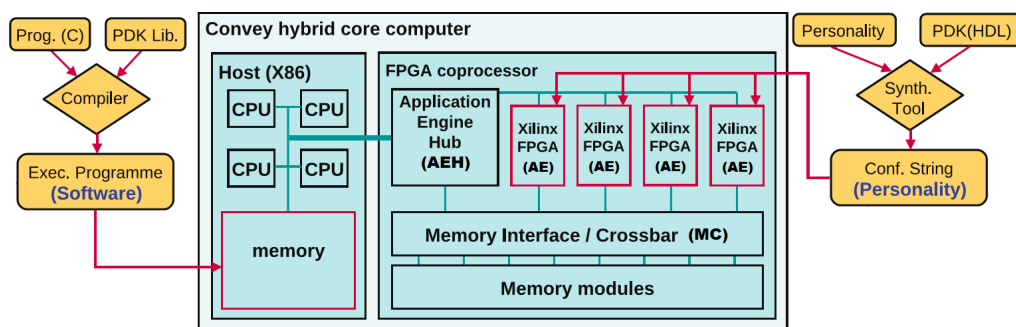 Prog. (C)
PDK Lib.
Compiler
Exec. Programme
(Software)
Convey hybrid core computer
Host (X86)
CPU
CPU
CPU
CPU
memory
FPGA coprocessor
Application
Engine
Hub
(AEH)
Xilinx
FPGA
(AE)
Xilinx
FPGA
(AE)
Xilinx
FPGA
(AE)
Xilinx
FPGA
(AE)
Memory Interface / Crossbar (MC)
Memory modules
Personality
PDK(HDL)
Synth.
Tool
Conf. String
(Personality)